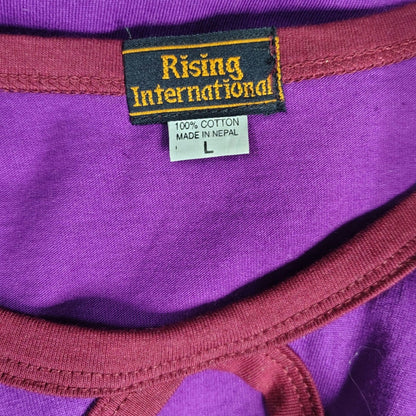 Rising
International
100% COTTON
MADE IN NEPAL
L